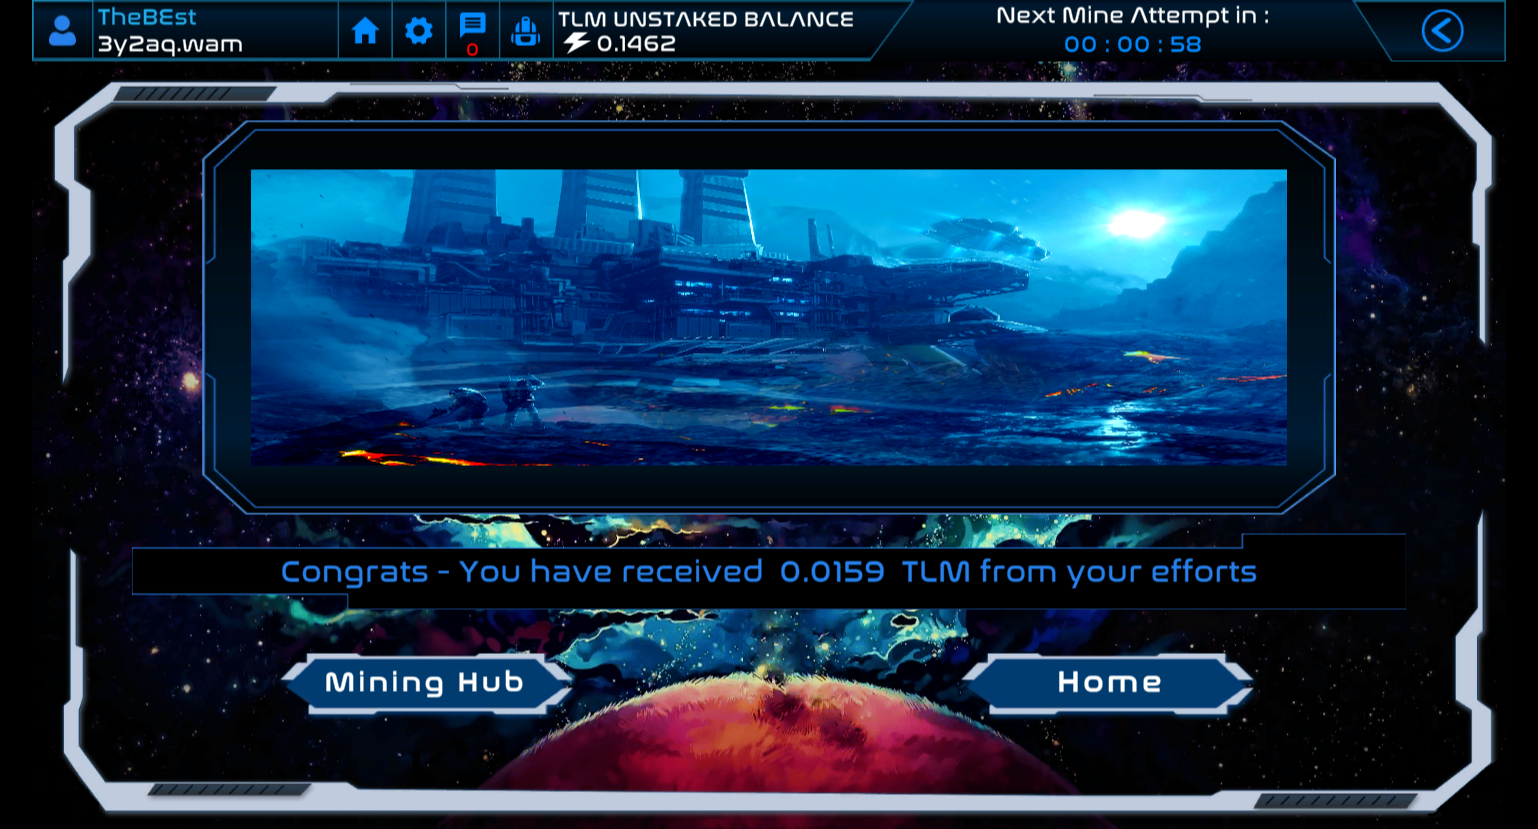 TheBEst
3y2aq.wam
0
TLM UNSTAKED BALANCE
0.1462
Next Mine Attempt in :
00 : 00 : 58
Congrats - You have received 0.0159 TLM from your efforts
Mining Hub
Home